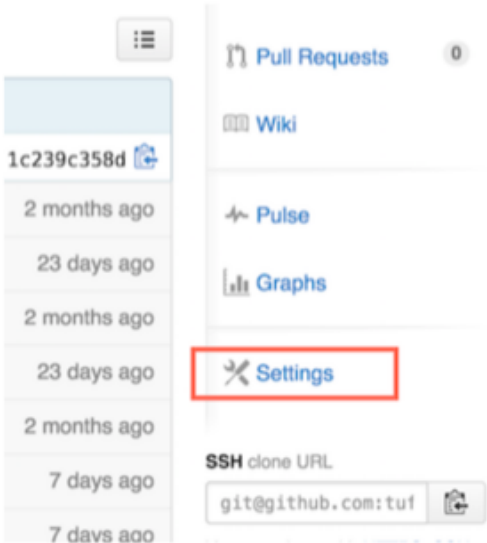 1c239c358d
2 months ago
23 days ago
2 months ago
23 days ago
2 months ago
7 days ago
7 days ago
Pull Requests 0
Wiki
Pulse
Graphs
Settings
SSH clone URL
git@github.com:tuf